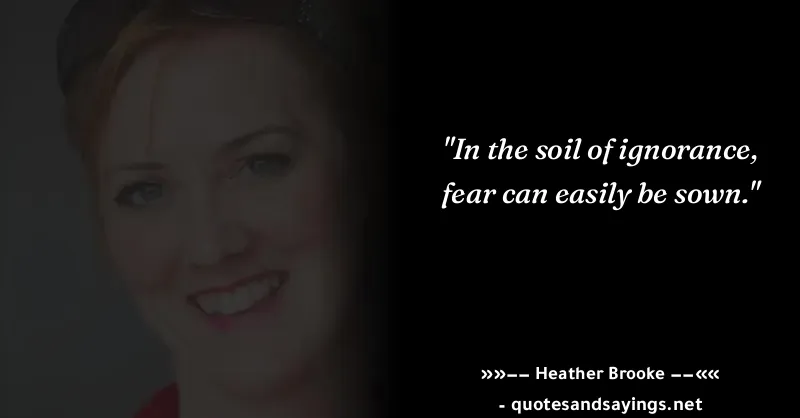 "In the soil of ignorance,
fear can easily be sown."
»»−− Heather Brooke −−««
- quotesandsayings.net